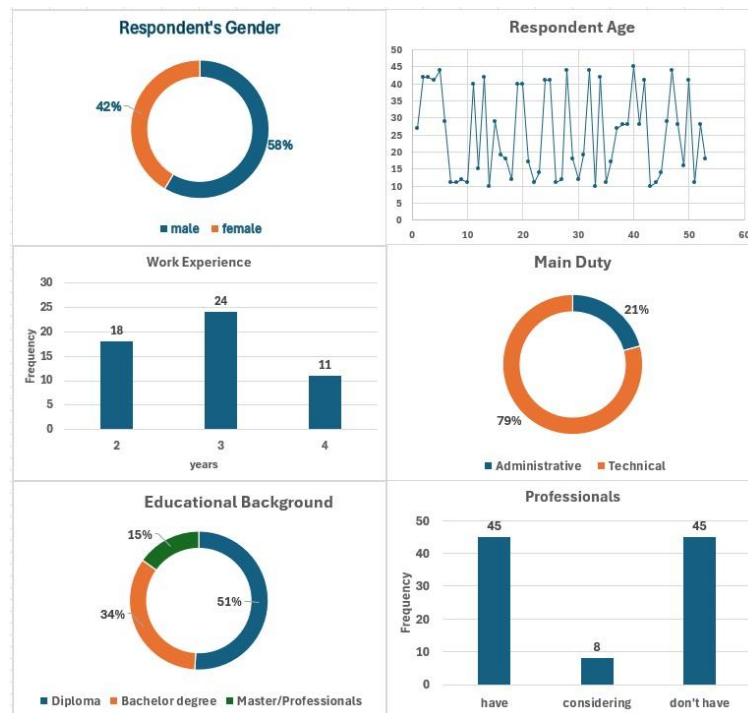 Respondent's Gender
42%
58%
male female
Respondent Age
50
45
40
35
30
25
20
15
10
5
0
0 10 20 30 40 50 60
Work Experience
Frequency
30
25
20
15
10
5
0
18
24
11
2 3 4
years
Main Duty
21%
79%
Administrative Technical
Educational Background
15%
34%
51%
Diploma Bachelor degree Master/Professionals
Professionals
Frequency
50
40
30
20
10
0
45
8
45
have considering don't have